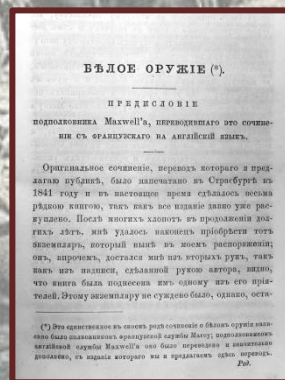 БѢЛОЕ ОРУЖІЕ (*).
ПРЕДИСЛОВІЕ
ПОДПОЛКОВНИКА Maxwell'а, ПЕРЕВОДИВШАГО ЭТО СОЧИНЕ-
НІЕ СЪ ФРАНЦУЗСКАГО НА АНГЛІЙСКІЙ ЯЗЫКЪ.
Оригинальное сочиненіе, переводъ котораго я пред-
лагаю публикѣ, было напечатано въ Страсбургѣ въ
1841 году и въ настоящее время сдѣлалось весьма
рѣдкою книгою, такъ какъ все изданіе давно уже рас-
куплено. Послѣ многихъ хлопотъ въ продолженіи дол-
гихъ лѣтъ, мнѣ удалось наконецъ пріобрѣсти тотъ
экземпляръ, который нынѣ въ моемъ распоряженіи;
онъ, впрочемъ, достался мнѣ изъ вторыхъ рукъ, такъ
какъ изъ надписи, сдѣланной рукою автора, видно,
что книга была поднесена имъ одному изъ его прія-
телей. Этому экземпляру не суждено было, однако, оста-
(*) Это единственное въ своемъ родѣ сочиненіе о бѣломъ оружіи напи-
сано было полковникомъ французской службы Marey; подполковникомъ
англійской службы Maxwell'емъ оно было переведено и значительно
дополнено, съ изданія котораго мы и предлагаемъ здѣсь переводъ.
Ред.